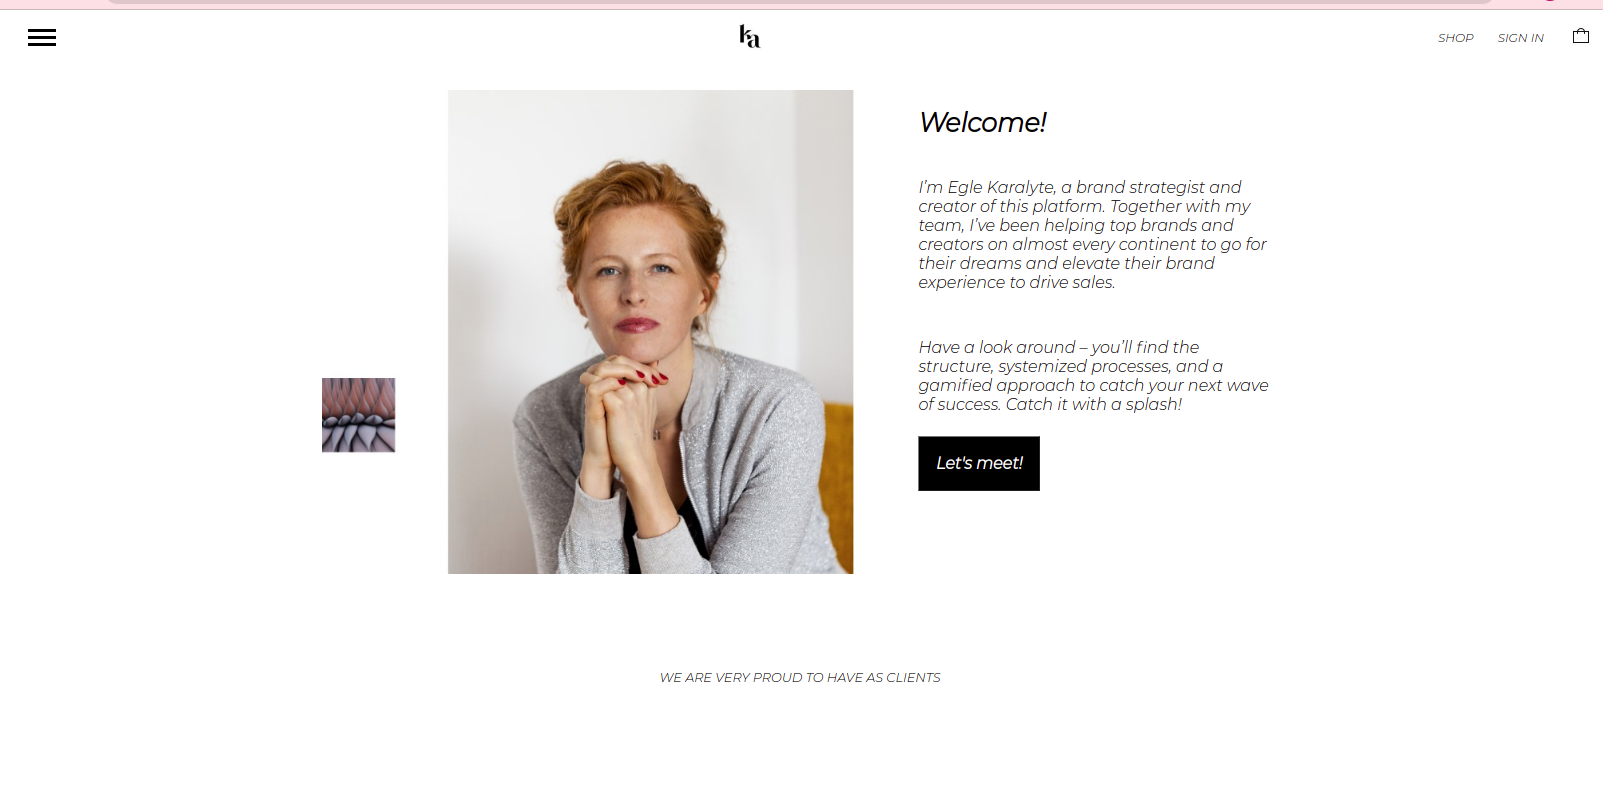 ka
SHOP SIGN IN
Welcome!
I’m Egle Karalyte, a brand strategist and
creator of this platform. Together with my
team, I’ve been helping top brands and
creators on almost every continent to go for
their dreams and elevate their brand
experience to drive sales.
Have a look around – you’ll find the
structure, systemized processes, and a
gamified approach to catch your next wave
of success. Catch it with a splash!
Let's meet!
WE ARE VERY PROUD TO HAVE AS CLIENTS